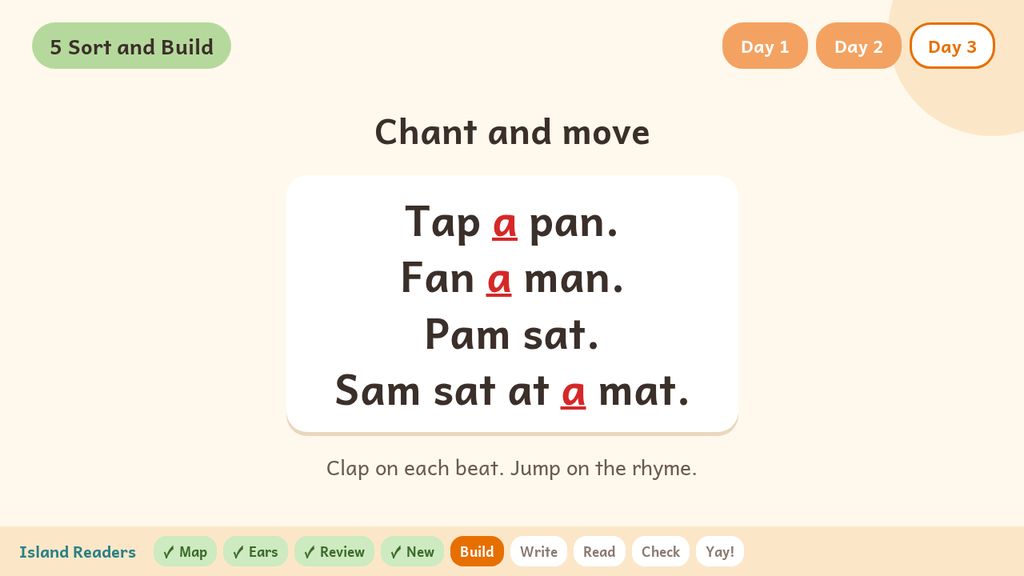 5 Sort and Build
Day 1
Day 2
Day 3
Chant and move
Tap a pan.
Fan a man.
Pam sat.
Sam sat at a mat.
Clap on each beat. Jump on the rhyme.
Island Readers
✓ Map
✓ Ears
✓ Review
✓ New
Build
Write
Read
Check
Yay!